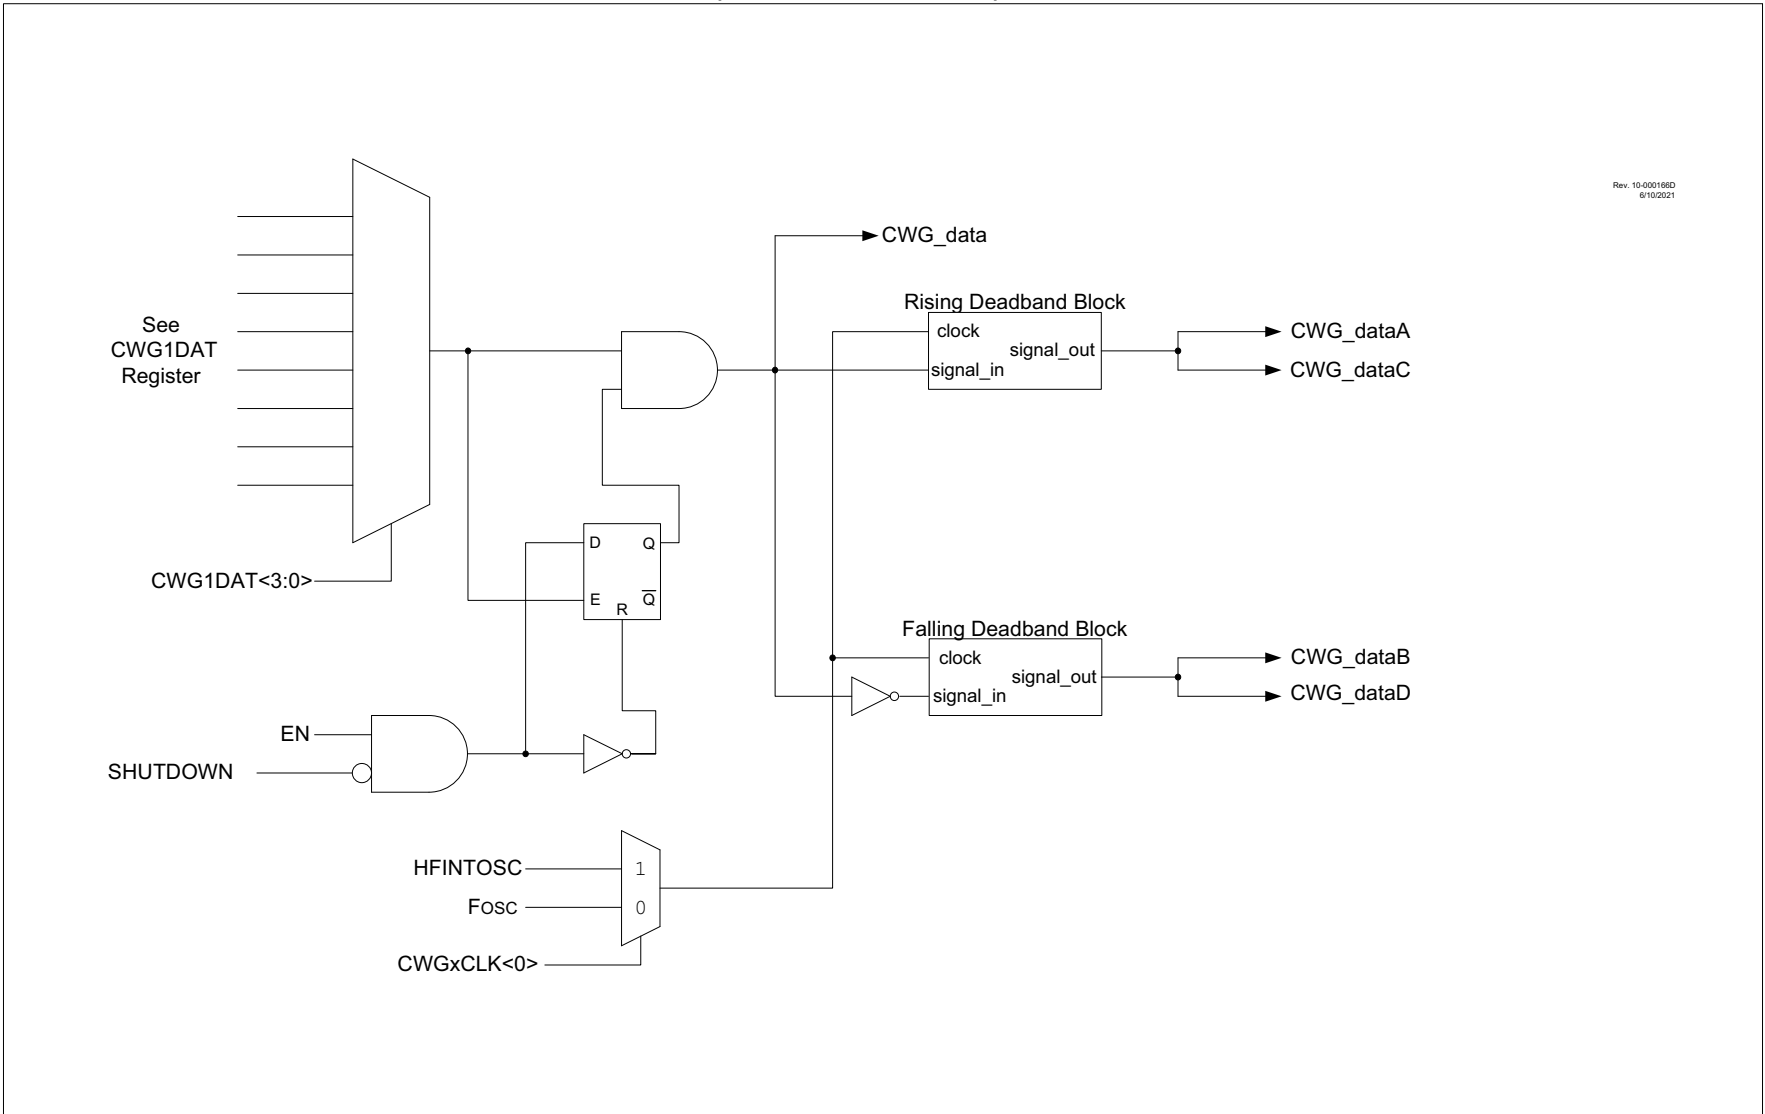 Rev. 10-000166D
6/10/2021
CWG_data
Rising Deadband Block
See
CWG1DAT
Register
clock
signal_out
signal_in
CWG_dataA
CWG_dataC
D
Q
E
R
Q̅
CWG1DAT<3:0>
Falling Deadband Block
clock
signal_out
signal_in
CWG_dataB
CWG_dataD
EN
SHUTDOWN
HFINTOSC
1
FOSC
0
CWGxCLK<0>